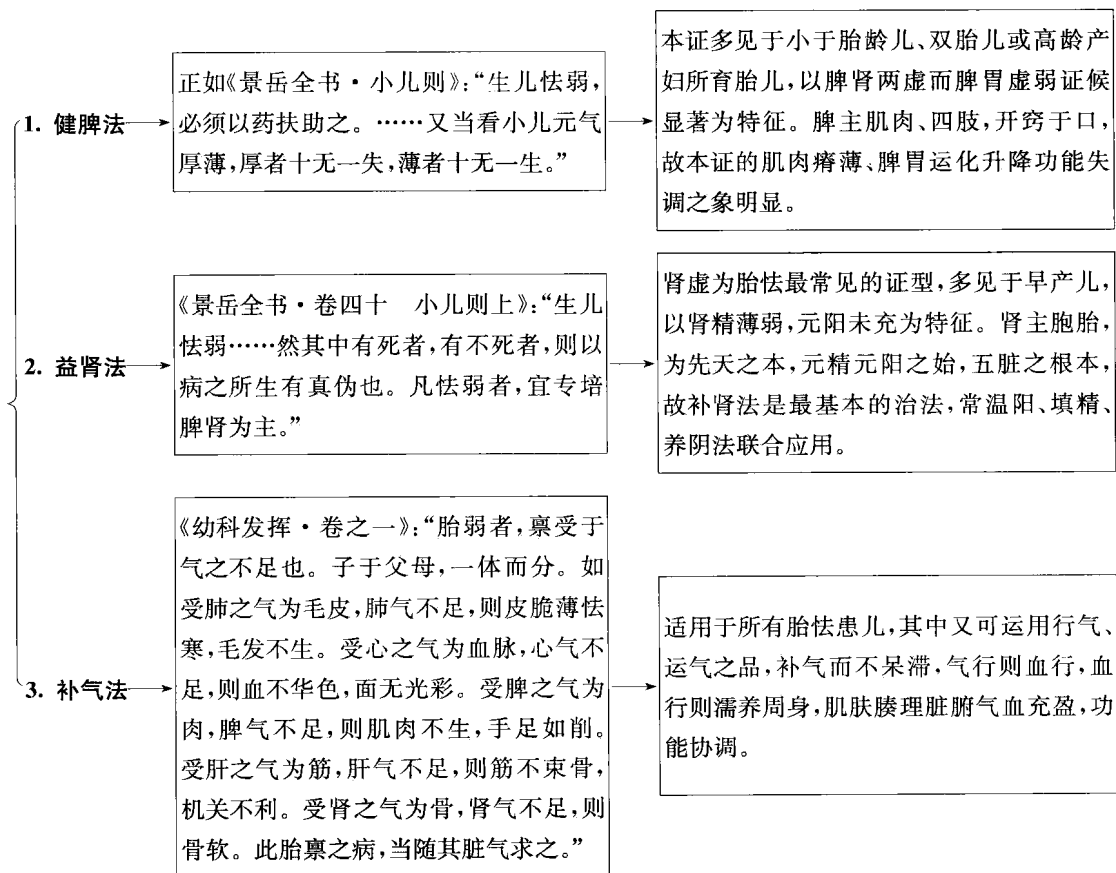 1. 健脾法
正如《景岳全书·小儿则》：“生儿怯弱，
必须以药扶助之。……又当看小儿元气
厚薄，厚者十无一失，薄者十无一生。”
本证多见于小于胎龄儿、双胎儿或高龄产
妇所育胎儿，以脾肾两虚而脾胃虚弱证候
显著为特征。脾主肌肉、四肢，开窍于口，
故本证的肌肉瘠薄、脾胃运化升降功能失
调之象明显。
2. 益肾法
《景岳全书·卷四十　小儿则上》：“生儿
怯弱……然其中有死者，有不死者，则以
病之所生有真伪也。凡怯弱者，宜专培
脾肾为主。”
肾虚为胎怯最常见的证型，多见于早产儿，
以肾精薄弱，元阳未充为特征。肾主胞胎，
为先天之本，元精元阳之始，五脏之根本，
故补肾法是最基本的治法，常温阳、填精、
养阴法联合应用。
3. 补气法
《幼科发挥·卷之一》：“胎弱者，禀受于
气之不足也。子于父母，一体而分。如
受肺之气为毛皮，肺气不足，则皮脆薄怯
寒，毛发不生。受心之气为血脉，心气不
足，则血不华色，面无光彩。受脾之气为
肉，脾气不足，则肌肉不生，手足如削。
受肝之气为筋，肝气不足，则筋不束骨，
机关不利。受肾之气为骨，肾气不足，则
骨软。此胎禀之病，当随其脏气求之。”
适用于所有胎怯患儿，其中又可运用行气、
运气之品，补气而不呆滞，气行则血行，血
行则濡养周身，肌肤腠理脏腑气血充盈，功
能协调。